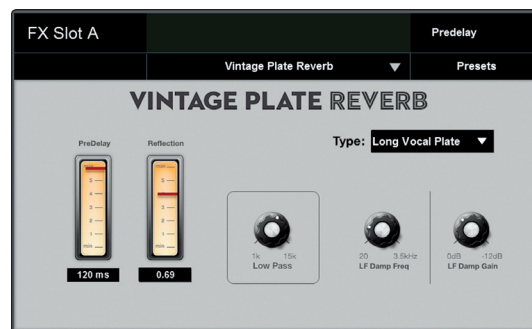 FX Slot A
Predelay
Vintage Plate Reverb
Presets
VINTAGE PLATE REVERB
Type: Long Vocal Plate
PreDelay
Reflection
5
4
3
2
1
min
5
4
3
2
1
min
1k 15k
Low Pass
20 3.5kHz
LF Damp Freq
0dB -12dB
LF Damp Gain
120 ms
0.69